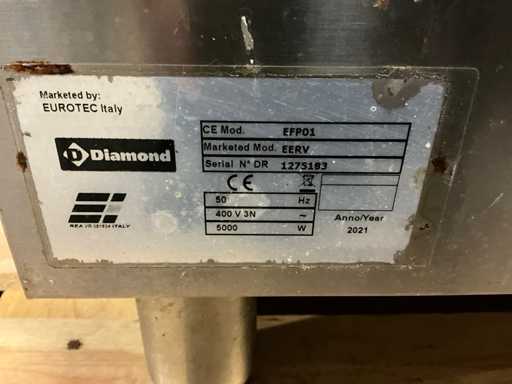 Marketed by:
EUROTEC Italy
Diamond
CE Mod. EFP01
Marketed Mod. EERV
Serial N° DR 1275183
CE
50 Hz
400 V 3N ~
5000 W
Anno/Year
2021
ITALY